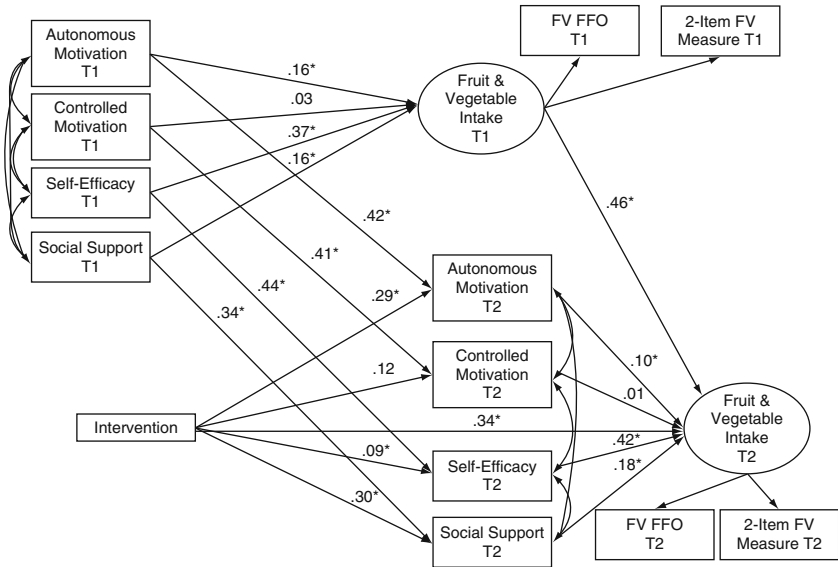 FV FFO
T1
2-Item FV
Measure T1
Autonomous
Motivation
T1
Controlled
Motivation
T1
Self-Efficacy
T1
Social Support
T1
.16*
.03
.37*
.16*
Fruit &
Vegetable
Intake
T1
.46*
.42*
.41*
.44*
.34*
.29*
.12
.34*
.09*
.30*
Intervention
Autonomous
Motivation
T2
Controlled
Motivation
T2
Self-Efficacy
T2
Social Support
T2
.10*
.01
.42*
.18*
Fruit &
Vegetable
Intake
T2
FV FFO
T2
2-Item FV
Measure T2